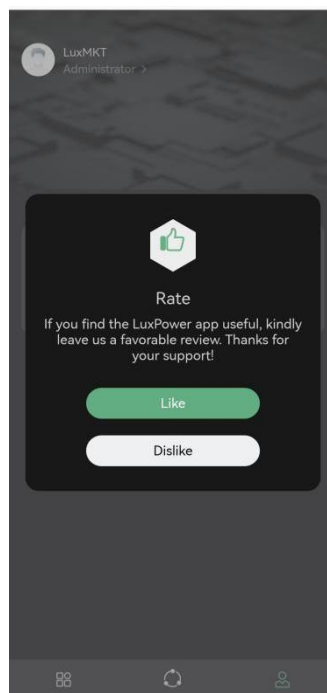 LuxMKT
Administrator >
Rate
If you find the LuxPower app useful, kindly
leave us a favorable review. Thanks for
your support!
Like
Dislike